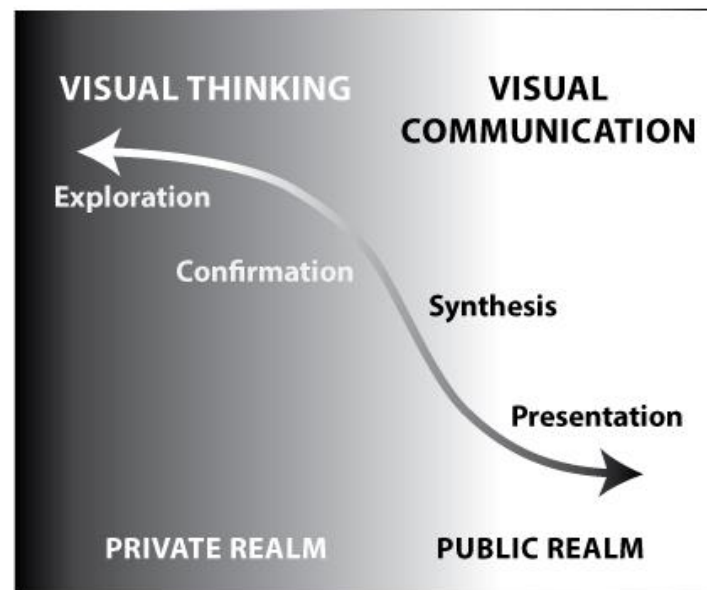 VISUAL THINKING
VISUAL
COMMUNICATION
Exploration
Confirmation
Synthesis
Presentation
PRIVATE REALM
PUBLIC REALM